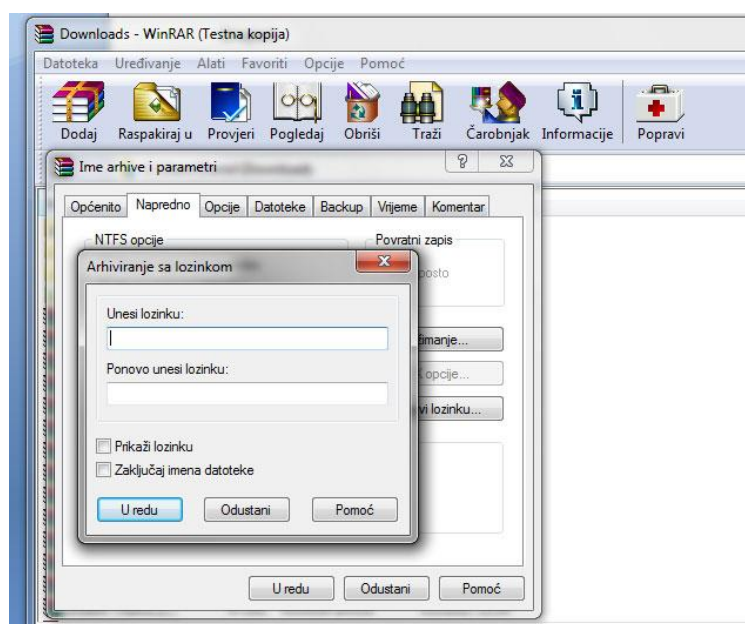 Downloads - WinRAR (Testna kopija)
Datoteka Uređivanje Alati Favoriti Opcije Pomoć
Dodaj Raspakiraj u Provjeri Pogledaj Obriši Traži Čarobnjak Informacije Popravi
Ime arhive i parametri
Općenito Napredno Opcije Datoteke Backup Vrijeme Komentar
NTFS opcije Povratni zapis
Arhiviranje sa lozinkom
Unesi lozinku:
Ponovo unesi lozinku:
opcije...
lozinku...
Prikaži lozinku
Zaključaj imena datoteke
U redu Odustani Pomoć
U redu Odustani Pomoć